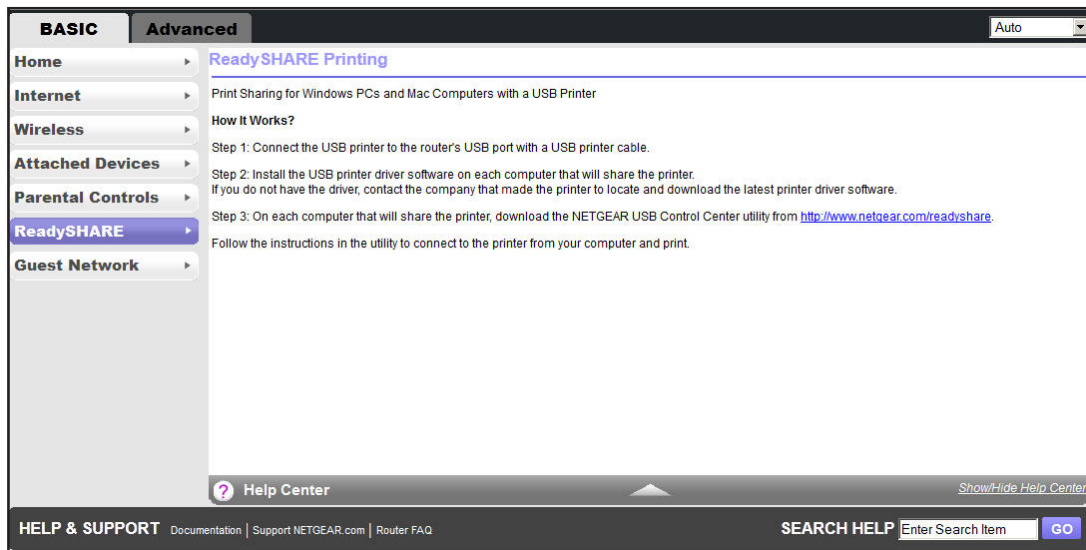 BASIC
Advanced
Auto
Home
Internet
Wireless
Attached Devices
Parental Controls
ReadySHARE
Guest Network
ReadySHARE Printing
Print Sharing for Windows PCs and Mac Computers with a USB Printer
How It Works?
Step 1: Connect the USB printer to the router's USB port with a USB printer cable.
Step 2: Install the USB printer driver software on each computer that will share the printer.
If you do not have the driver, contact the company that made the printer to locate and download the latest printer driver software.
Step 3: On each computer that will share the printer, download the NETGEAR USB Control Center utility from http://www.netgear.com/readyshare.
Follow the instructions in the utility to connect to the printer from your computer and print.
? Help Center
Show/Hide Help Center
HELP & SUPPORT Documentation | Support NETGEAR.com | Router FAQ
SEARCH HELP Enter Search Item GO